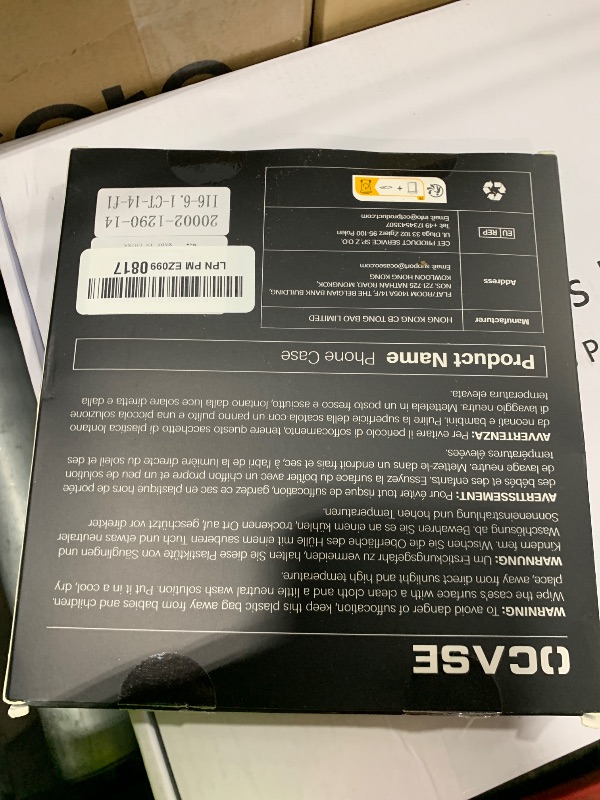 OCASE
WARNING: To avoid danger of suffocation, keep this plastic bag away from babies and children.
Wipe the case's surface with a clean cloth and a little neutral wash solution. Put it in a cool, dry
place, away from direct sunlight and high temperature.
WARNUNG: Um Erstickungsgefahr zu vermeiden, halten Sie diese Plastiktüte von Säuglingen und
Kindern fern. Wischen Sie die Oberfläche des Hülle mit einem sauberen Tuch und etwas neutraler
Waschlösung ab. Bewahren Sie es an einem kühlen, trockenen Ort auf, geschützt vor direkter
Sonneneinstrahlung und hohen Temperaturen.
AVERTISSEMENT: Pour éviter tout risque de suffocation, gardez ce sac en plastique hors de portée
des bébés et des enfants. Essuyez la surface du boîtier avec un chiffon propre et un peu de solution
de lavage neutre. Mettez-le dans un endroit frais et sec, à l'abri de la lumière directe du soleil et des
températures élevées.
AVVERTENZA: Per evitare il pericolo di soffocamento, tenere questo sacchetto di plastica lontano
da neonati e bambini. Pulire la superficie della scatola con un panno pulito e una piccola soluzione
di lavaggio neutra. Mettetela in un posto fresco e asciutto, lontano dalla luce solare diretta e dalla
temperatura elevata.
Product Name Phone Case
Manufacturer HONG KONG CB TONG BAO LIMITED
Address
FLAT/ROOM 1405A 14/F, THE BELGIAN BANK BUILDING,
NOS. 721-725 NATHAN ROAD, MONGKOK,
KOWLOON HONG KONG
Email: support@ocaseo.com
EU REP
CET PRODUCT SERVICE SP. Z O.O.
Ul. Dluga 33 102 Zgierz 95-100 Polen
Tel: +49 1734543507
Email: info@cetproduct.com
LPN PM EZ099 0817
20002-1290-14
I16-6.1-CT-14-f1